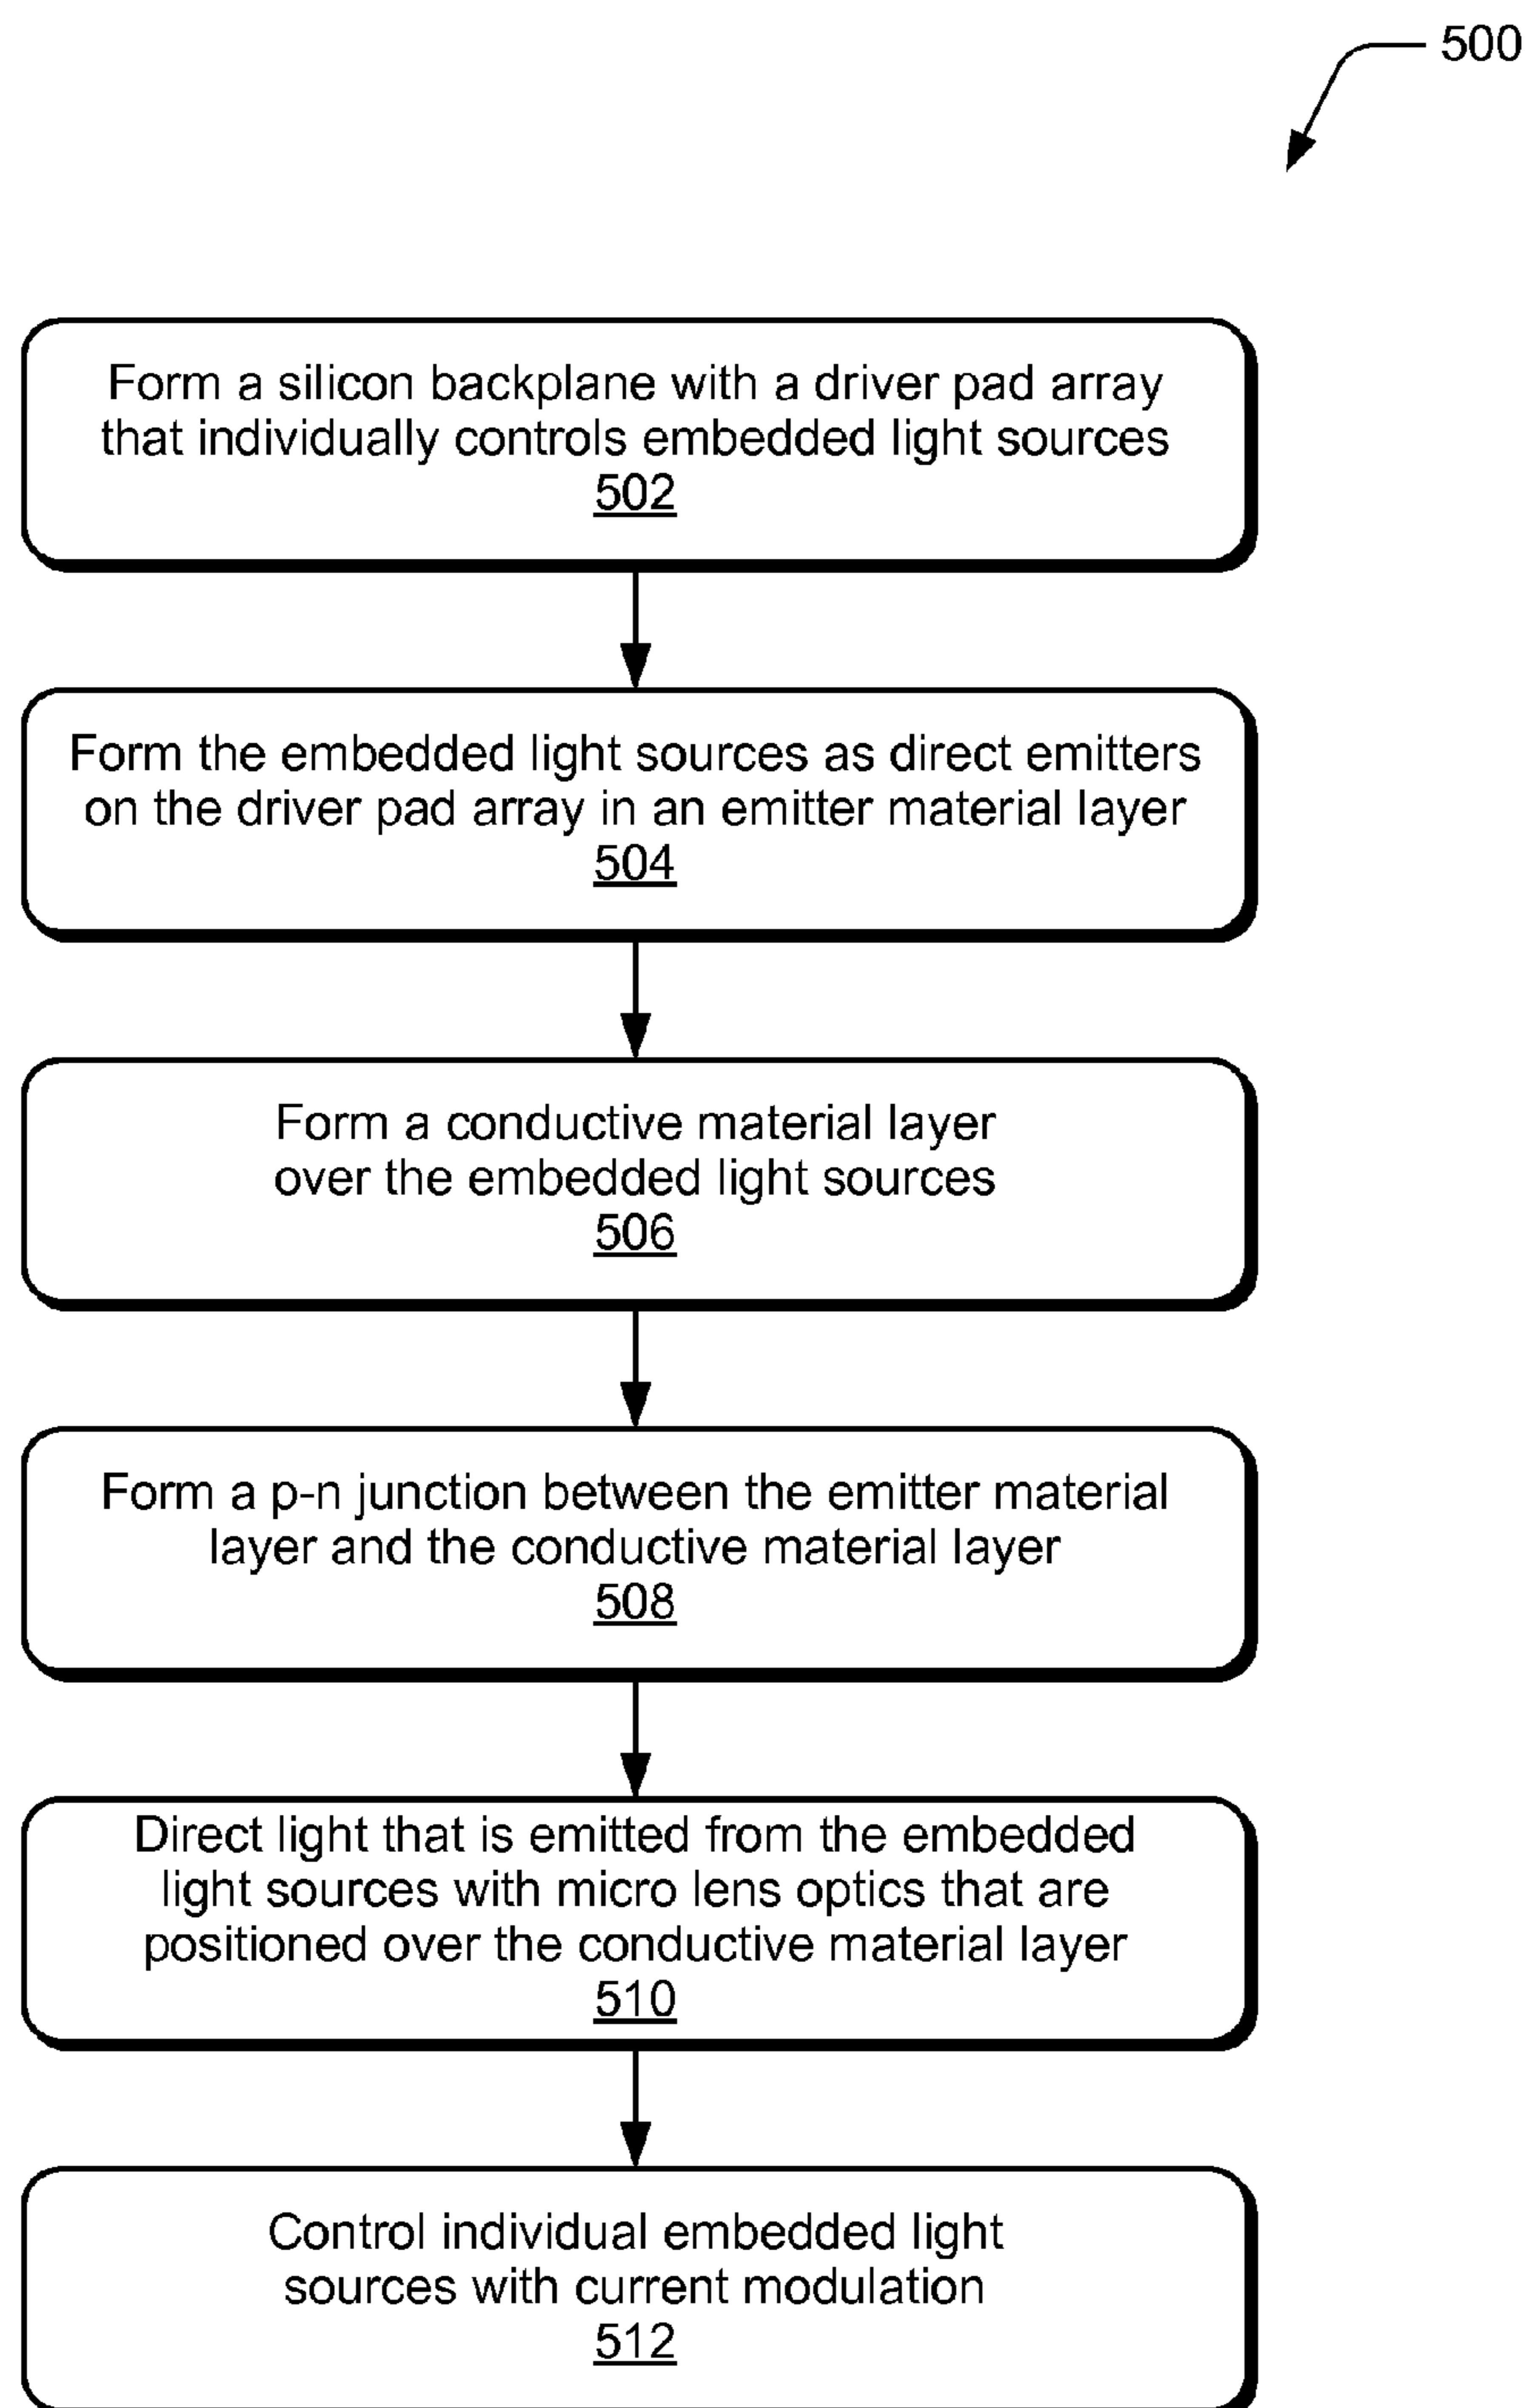 500
Form a silicon backplane with a driver pad array
that individually controls embedded light sources
502
Form the embedded light sources as direct emitters
on the driver pad array in an emitter material layer
504
Form a conductive material layer
over the embedded light sources
506
Form a p-n junction between the emitter material
layer and the conductive material layer
508
Direct light that is emitted from the embedded
light sources with micro lens optics that are
positioned over the conductive material layer
510
Control individual embedded light
sources with current modulation
512